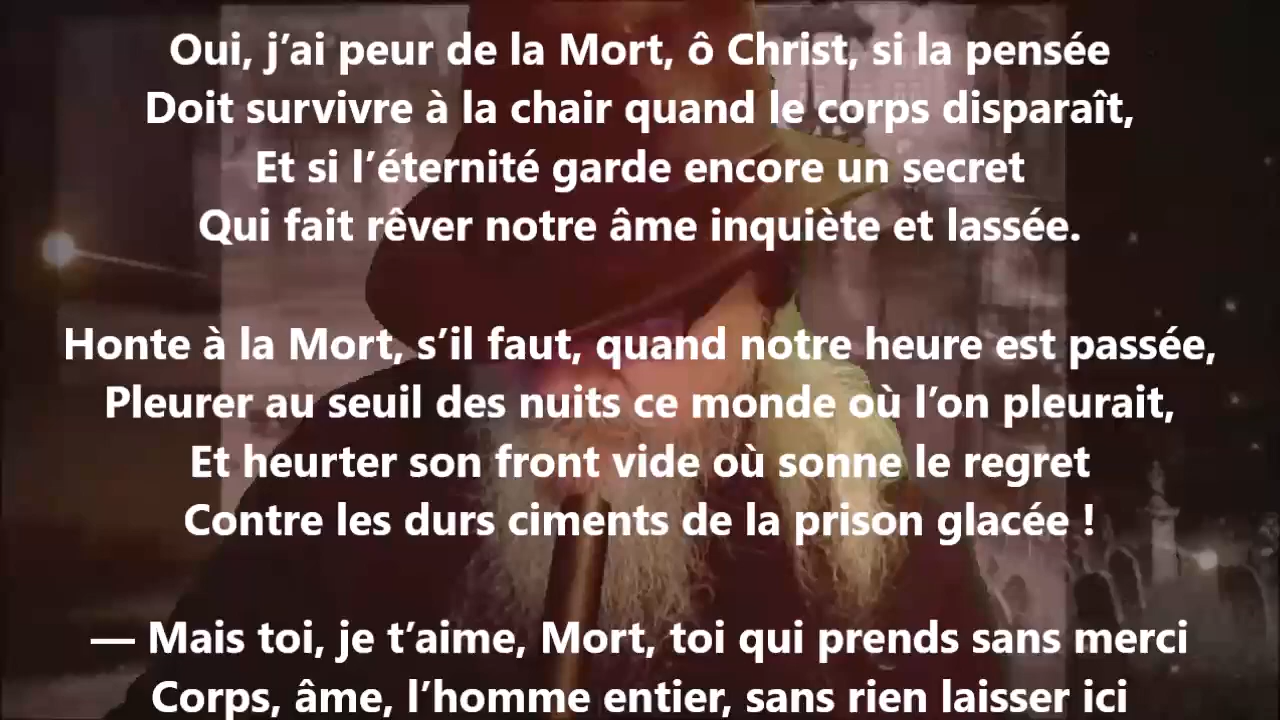 Oui, j’ai peur de la Mort, ô Christ, si la pensée
Doit survivre à la chair quand le corps disparaît,
Et si l’éternité garde encore un secret
Qui fait rêver notre âme inquiète et lassée.
Honte à la Mort, s’il faut, quand notre heure est passée,
Pleurer au seuil des nuits ce monde où l’on pleurait,
Et heurter son front vide où sonne le regret
Contre les durs ciments de la prison glacée !
— Mais toi, je t’aime, Mort, toi qui prends sans merci
Corps, âme, l’homme entier, sans rien laisser ici